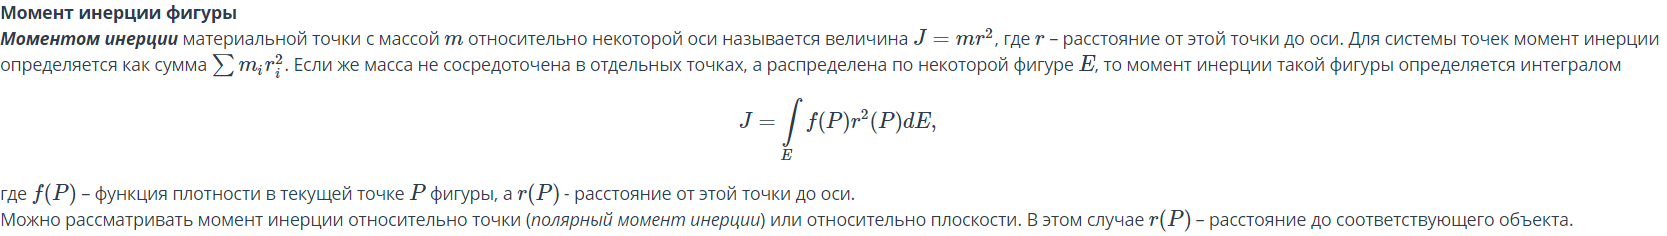 Момент инерции фигуры
Моментом инерции материальной точки с массой m относительно некоторой оси называется величина J = mr², где r – расстояние от этой точки до оси. Для системы точек момент инерции
определяется как сумма ∑ mᵢrᵢ². Если же масса не сосредоточена в отдельных точках, а распределена по некоторой фигуре E, то момент инерции такой фигуры определяется интегралом
J = ∫_E f(P)r²(P)dE,
где f(P) – функция плотности в текущей точке P фигуры, а r(P) - расстояние от этой точки до оси.
Можно рассматривать момент инерции относительно точки (полярный момент инерции) или относительно плоскости. В этом случае r(P) – расстояние до соответствующего объекта.